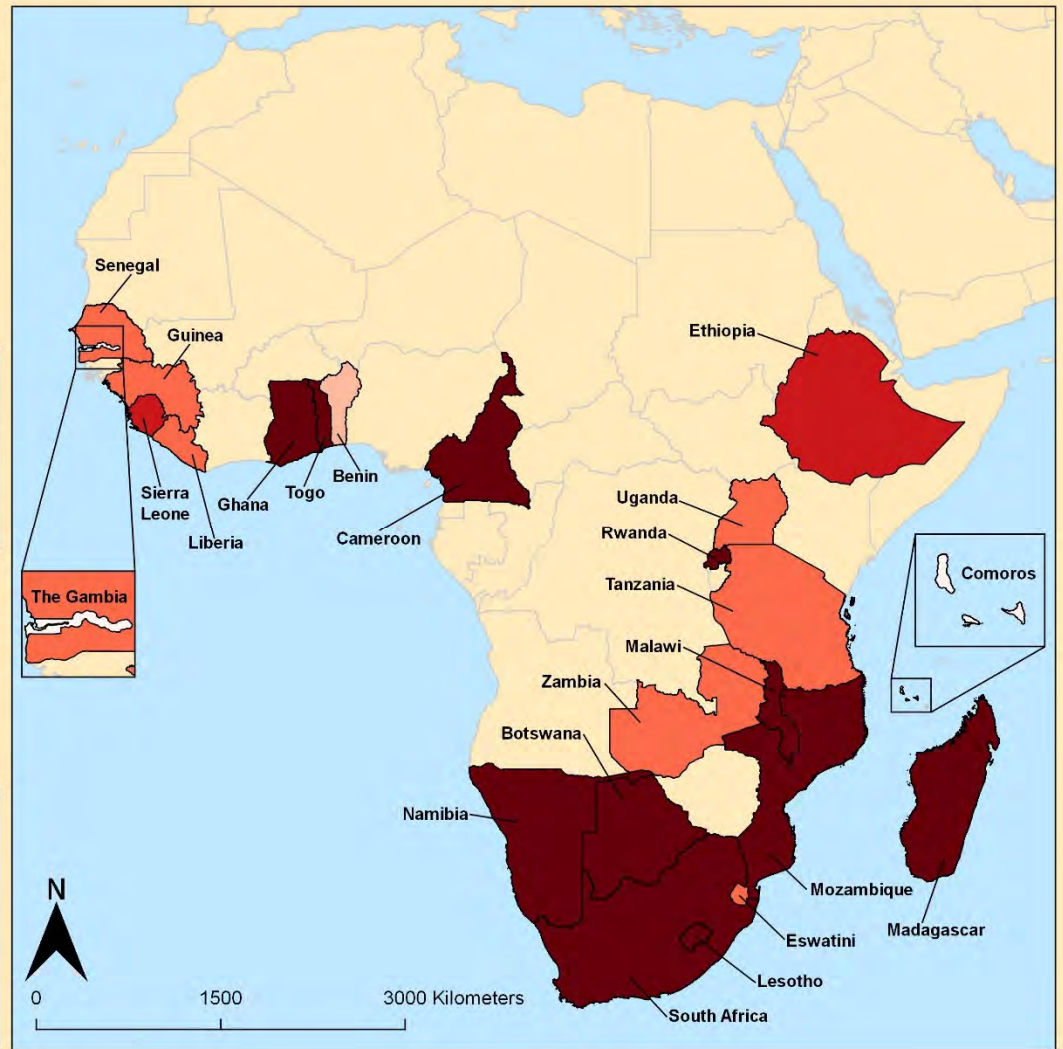 Senegal
Guinea
Ethiopia
Sierra
Leone
Liberia
Ghana
Togo
Benin
Cameroon
Uganda
Rwanda
Tanzania
Comoros
The Gambia
Malawi
Zambia
Botswana
Namibia
Mozambique
Madagascar
Eswatini
Lesotho
South Africa
N
0 1500 3000 Kilometers